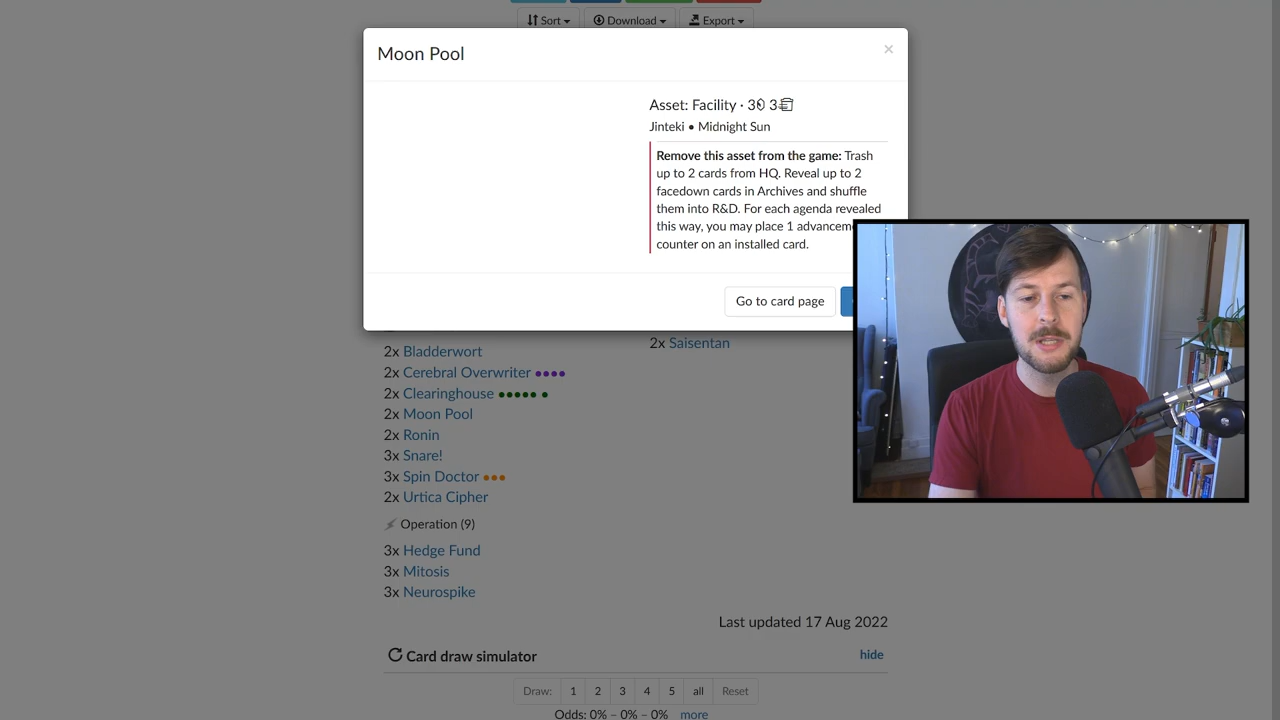 Sort
Download
Export
Moon Pool
×
Asset: Facility · 3 3
Jinteki • Midnight Sun
Remove this asset from the game: Trash
up to 2 cards from HQ. Reveal up to 2
facedown cards in Archives and shuffle
them into R&D. For each agenda revealed
this way, you may place 1 advanceme
counter on an installed card.
Go to card page
2x Saisentan
2x Bladderwort
2x Cerebral Overwriter ●●●●
2x Clearinghouse ●●●●● ●
2x Moon Pool
2x Ronin
3x Snare!
3x Spin Doctor ●●●
2x Urtica Cipher
Operation (9)
3x Hedge Fund
3x Mitosis
3x Neurospike
Last updated 17 Aug 2022
Card draw simulator
hide
Draw: 1 2 3 4 5 all Reset
Odds: 0% – 0% – 0% more